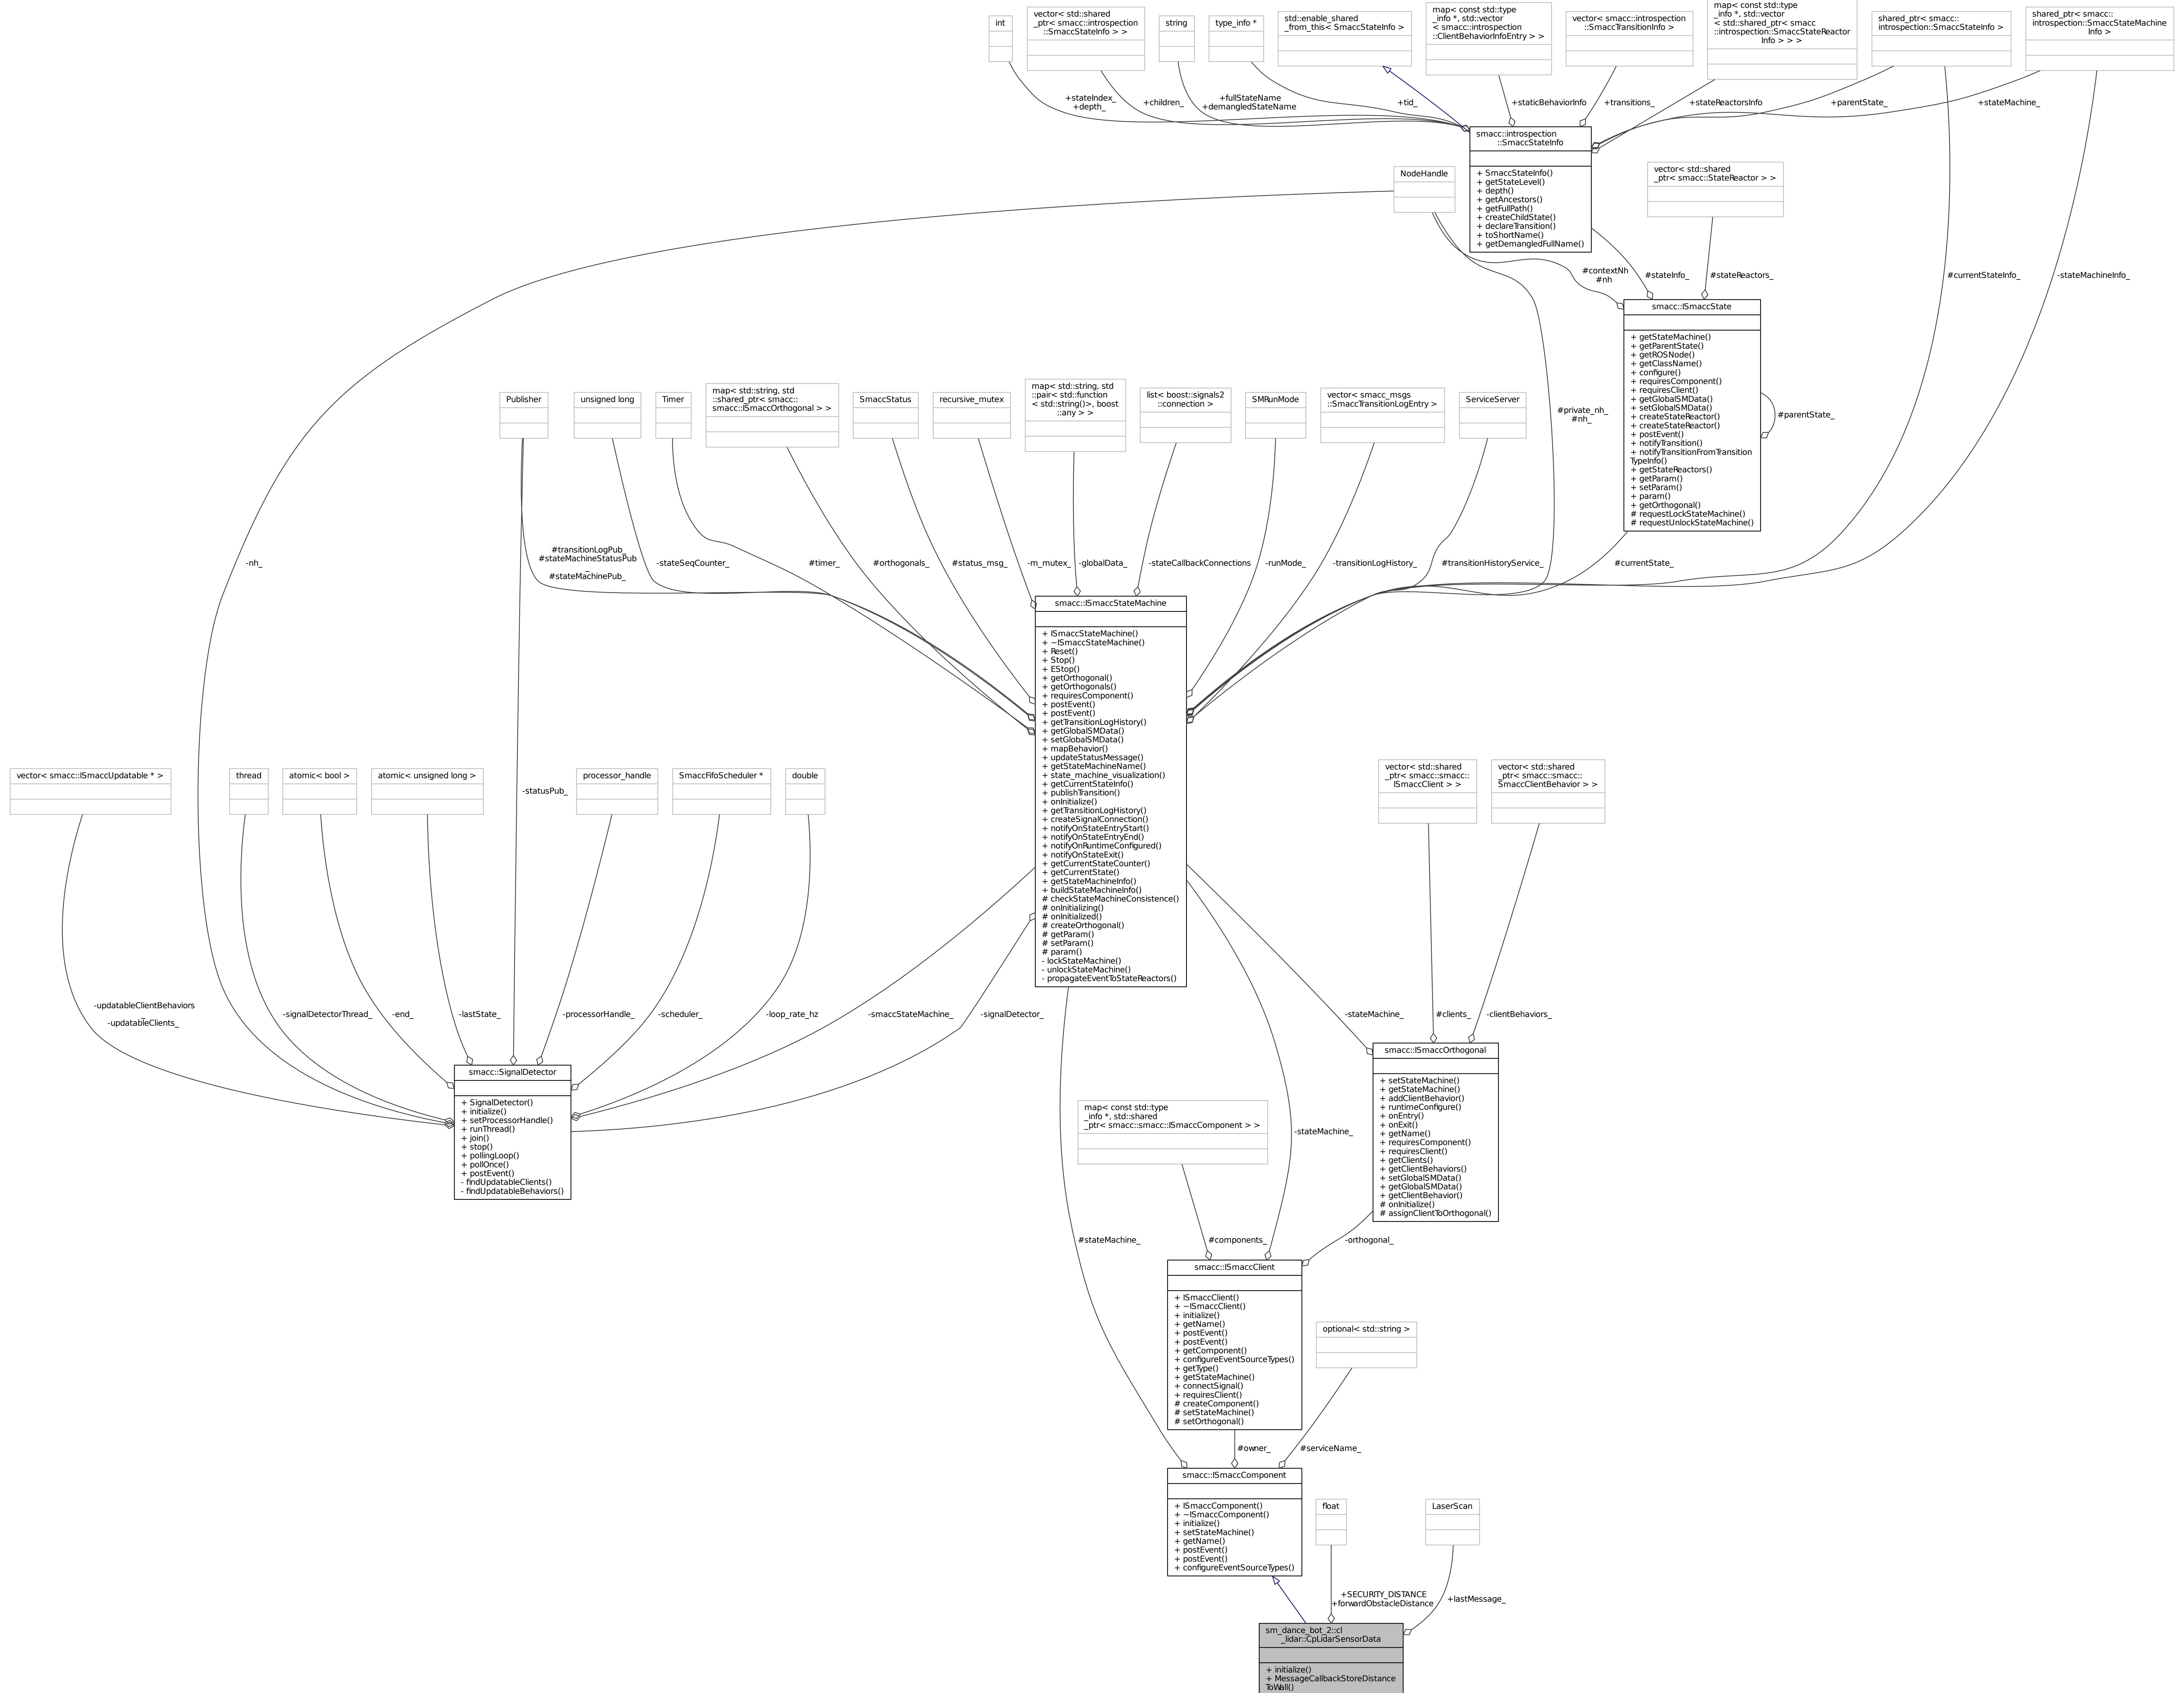 int
vector< std::shared
_ptr< smacc::introspection
::SmaccStateInfo > >
string
type_info *
std::enable_shared
_from_this< SmaccStateInfo >
map< const std::type
_info *, std::vector
< smacc::introspection
::ClientBehaviorInfoEntry > >
vector< smacc::introspection
::SmaccTransitionInfo >
map< const std::type
_info *, std::vector
< std::shared_ptr< smacc
::introspection::SmaccStateReactor
Info > > >
shared_ptr< smacc::
introspection::SmaccStateInfo >
shared_ptr< smacc::
introspection::SmaccStateMachine
Info >
+stateIndex_
+depth_
+children_
+fullStateName
+demangledStateName
+tid_
+staticBehaviorInfo
+transitions_
+stateReactorsInfo
+parentState_
+stateMachine_
smacc::introspection
::SmaccStateInfo
+ SmaccStateInfo()
+ getStateLevel()
+ depth()
+ getAncestors()
+ getFullPath()
+ createChildState()
+ declareTransition()
+ toShortName()
+ getDemangledFullName()
NodeHandle
vector< std::shared
_ptr< smacc::StateReactor > >
#contextNh
#nh
#stateInfo_
#stateReactors_
#currentStateInfo_
-stateMachineInfo_
smacc::ISmaccState
+ getStateMachine()
+ getParentState()
+ getROSNode()
+ getClassName()
+ configure()
+ requiresComponent()
+ requiresClient()
+ getGlobalSMData()
+ setGlobalSMData()
+ createStateReactor()
+ createStateReactor()
+ postEvent()
+ notifyTransition()
+ notifyTransitionFromTransition
TypeInfo()
+ getStateReactors()
+ getParam()
+ setParam()
+ param()
+ getOrthogonal()
# requestLockStateMachine()
# requestUnlockStateMachine()
#parentState_
Publisher
unsigned long
Timer
map< std::string, std
::shared_ptr< smacc::
smacc::ISmaccOrthogonal > >
SmaccStatus
recursive_mutex
map< std::string, std
::pair< std::function
< std::string()>, boost
::any > >
list< boost::signals2
::connection >
SMRunMode
vector< smacc_msgs
::SmaccTransitionLogEntry >
ServiceServer
#private_nh_
#nh_
-nh_
#transitionLogPub_
#stateMachineStatusPub
_
#stateMachinePub_
-stateSeqCounter_
#timer_
#orthogonals_
#status_msg_
-m_mutex_
-globalData_
-stateCallbackConnections
-runMode_
-transitionLogHistory_
#transitionHistoryService_
#currentState_
smacc::ISmaccStateMachine
+ ISmaccStateMachine()
+ ~ISmaccStateMachine()
+ Reset()
+ Stop()
+ EStop()
+ getOrthogonal()
+ getOrthogonals()
+ requiresComponent()
+ postEvent()
+ postEvent()
+ getTransitionLogHistory()
+ getGlobalSMData()
+ setGlobalSMData()
+ mapBehavior()
+ updateStatusMessage()
+ getStateMachineName()
+ state_machine_visualization()
+ getCurrentStateInfo()
+ publishTransition()
+ onInitialize()
+ getTransitionLogHistory()
+ createSignalConnection()
+ notifyOnStateEntryStart()
+ notifyOnStateEntryEnd()
+ notifyOnRuntimeConfigured()
+ notifyOnStateExit()
+ getCurrentStateCounter()
+ getCurrentState()
+ getStateMachineInfo()
+ buildStateMachineInfo()
# checkStateMachineConsistence()
# onInitializing()
# onInitialized()
# createOrthogonal()
# getParam()
# setParam()
# param()
- lockStateMachine()
- unlockStateMachine()
- propagateEventToStateReactors()
vector< smacc::ISmaccUpdatable * >
thread
atomic< bool >
atomic< unsigned long >
-statusPub_
processor_handle
SmaccFifoScheduler *
double
vector< std::shared
_ptr< smacc::smacc::
ISmaccClient > >
vector< std::shared
_ptr< smacc::smacc::
SmaccClientBehavior > >
-updatableClientBehaviors
_
-updatableClients_
-signalDetectorThread_
-end_
-lastState_
-processorHandle_
-scheduler_
-loop_rate_hz
-smaccStateMachine_
-signalDetector_
-stateMachine_
#clients_
-clientBehaviors_
smacc::SignalDetector
+ SignalDetector()
+ initialize()
+ setProcessorHandle()
+ runThread()
+ join()
+ stop()
+ pollingLoop()
+ pollOnce()
+ postEvent()
- findUpdatableClients()
- findUpdatableBehaviors()
smacc::ISmaccOrthogonal
+ setStateMachine()
+ getStateMachine()
+ addClientBehavior()
+ runtimeConfigure()
+ onEntry()
+ onExit()
+ getName()
+ requiresComponent()
+ requiresClient()
+ getClients()
+ getClientBehaviors()
+ setGlobalSMData()
+ getGlobalSMData()
+ getClientBehavior()
# onInitialize()
# assignClientToOrthogonal()
map< const std::type
_info *, std::shared
_ptr< smacc::smacc::ISmaccComponent > >
-stateMachine_
#stateMachine_
#components_
-orthogonal_
smacc::ISmaccClient
+ ISmaccClient()
+ ~ISmaccClient()
+ initialize()
+ getName()
+ postEvent()
+ postEvent()
+ getComponent()
+ configureEventSourceTypes()
+ getType()
+ getStateMachine()
+ connectSignal()
+ requiresClient()
# createComponent()
# setStateMachine()
# setOrthogonal()
optional< std::string >
#owner_
#serviceName_
smacc::ISmaccComponent
+ ISmaccComponent()
+ ~ISmaccComponent()
+ initialize()
+ setStateMachine()
+ getName()
+ postEvent()
+ postEvent()
+ configureEventSourceTypes()
float
LaserScan
+SECURITY_DISTANCE
+forwardObstacleDistance
+lastMessage_
sm_dance_bot_2::cl
_lidar::CpLidarSensorData
+ initialize()
+ MessageCallbackStoreDistance
ToWall()